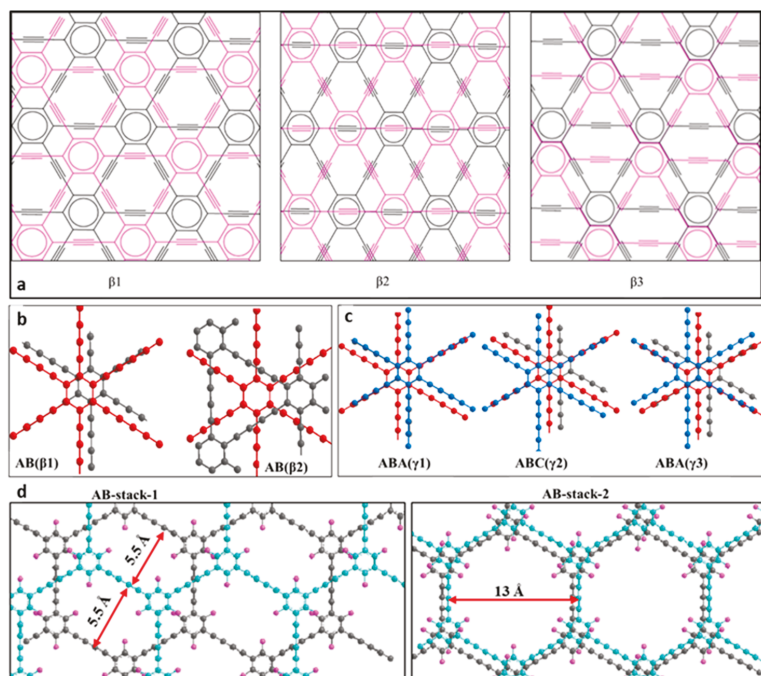 a
β1
β2
β3
b
AB(β1)
AB(β2)
c
ABA(γ1)
ABC(γ2)
ABA(γ3)
d
AB-stack-1
5.5 Å
5.5 Å
AB-stack-2
13 Å